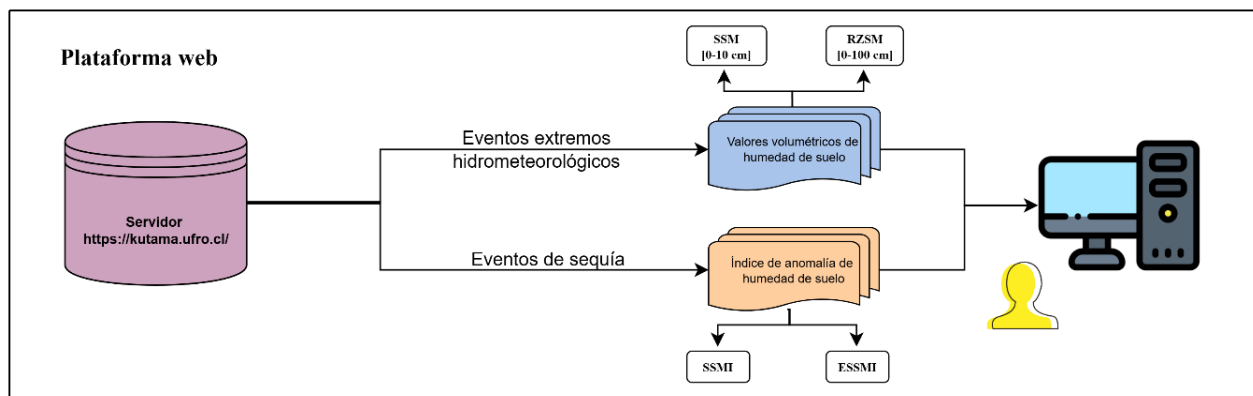 Plataforma web
SSM
[0-10 cm]
RZSM
[0-100 cm]
Servidor
https://kutama.ufro.cl/
Eventos extremos
hidrometeorológicos
Valores volumétricos de
humedad de suelo
Eventos de sequía
Índice de anomalía de
humedad de suelo
SSMI
ESSMI